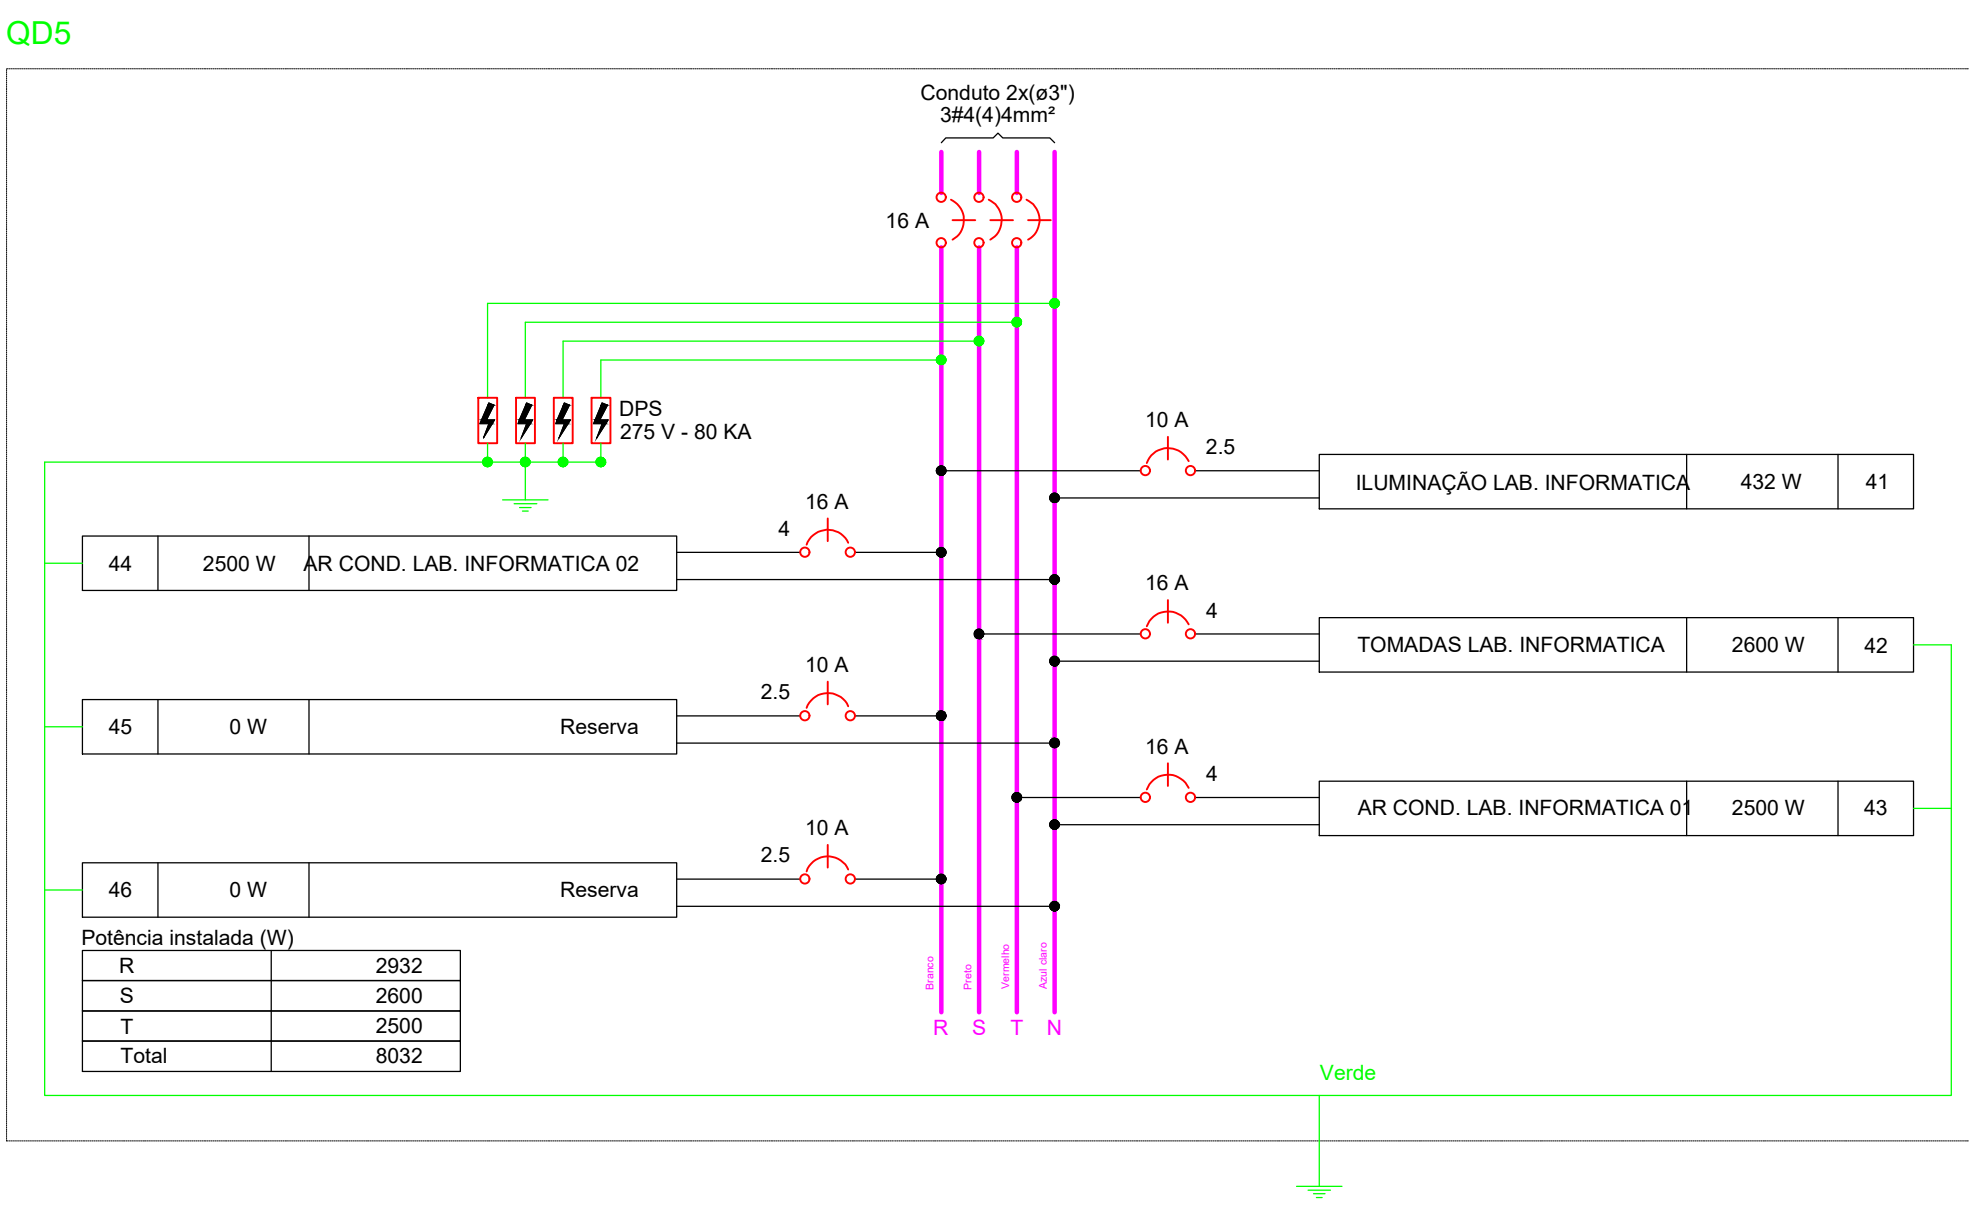 QD5
Conduto 2x(ø3")
3#4(4)4mm²
16 A
DPS
275 V - 80 KA
10 A
2.5
ILUMINAÇÃO LAB. INFORMATICA 432 W 41
16 A
4
44 2500 W AR COND. LAB. INFORMATICA 02
16 A
4
TOMADAS LAB. INFORMATICA 2600 W 42
10 A
2.5
45 0 W Reserva
16 A
4
AR COND. LAB. INFORMATICA 01 2500 W 43
10 A
2.5
46 0 W Reserva
Potência instalada (W)
R 2932
S 2600
T 2500
Total 8032
Branco
Preto
Vermelho
Azul claro
R S T N
Verde